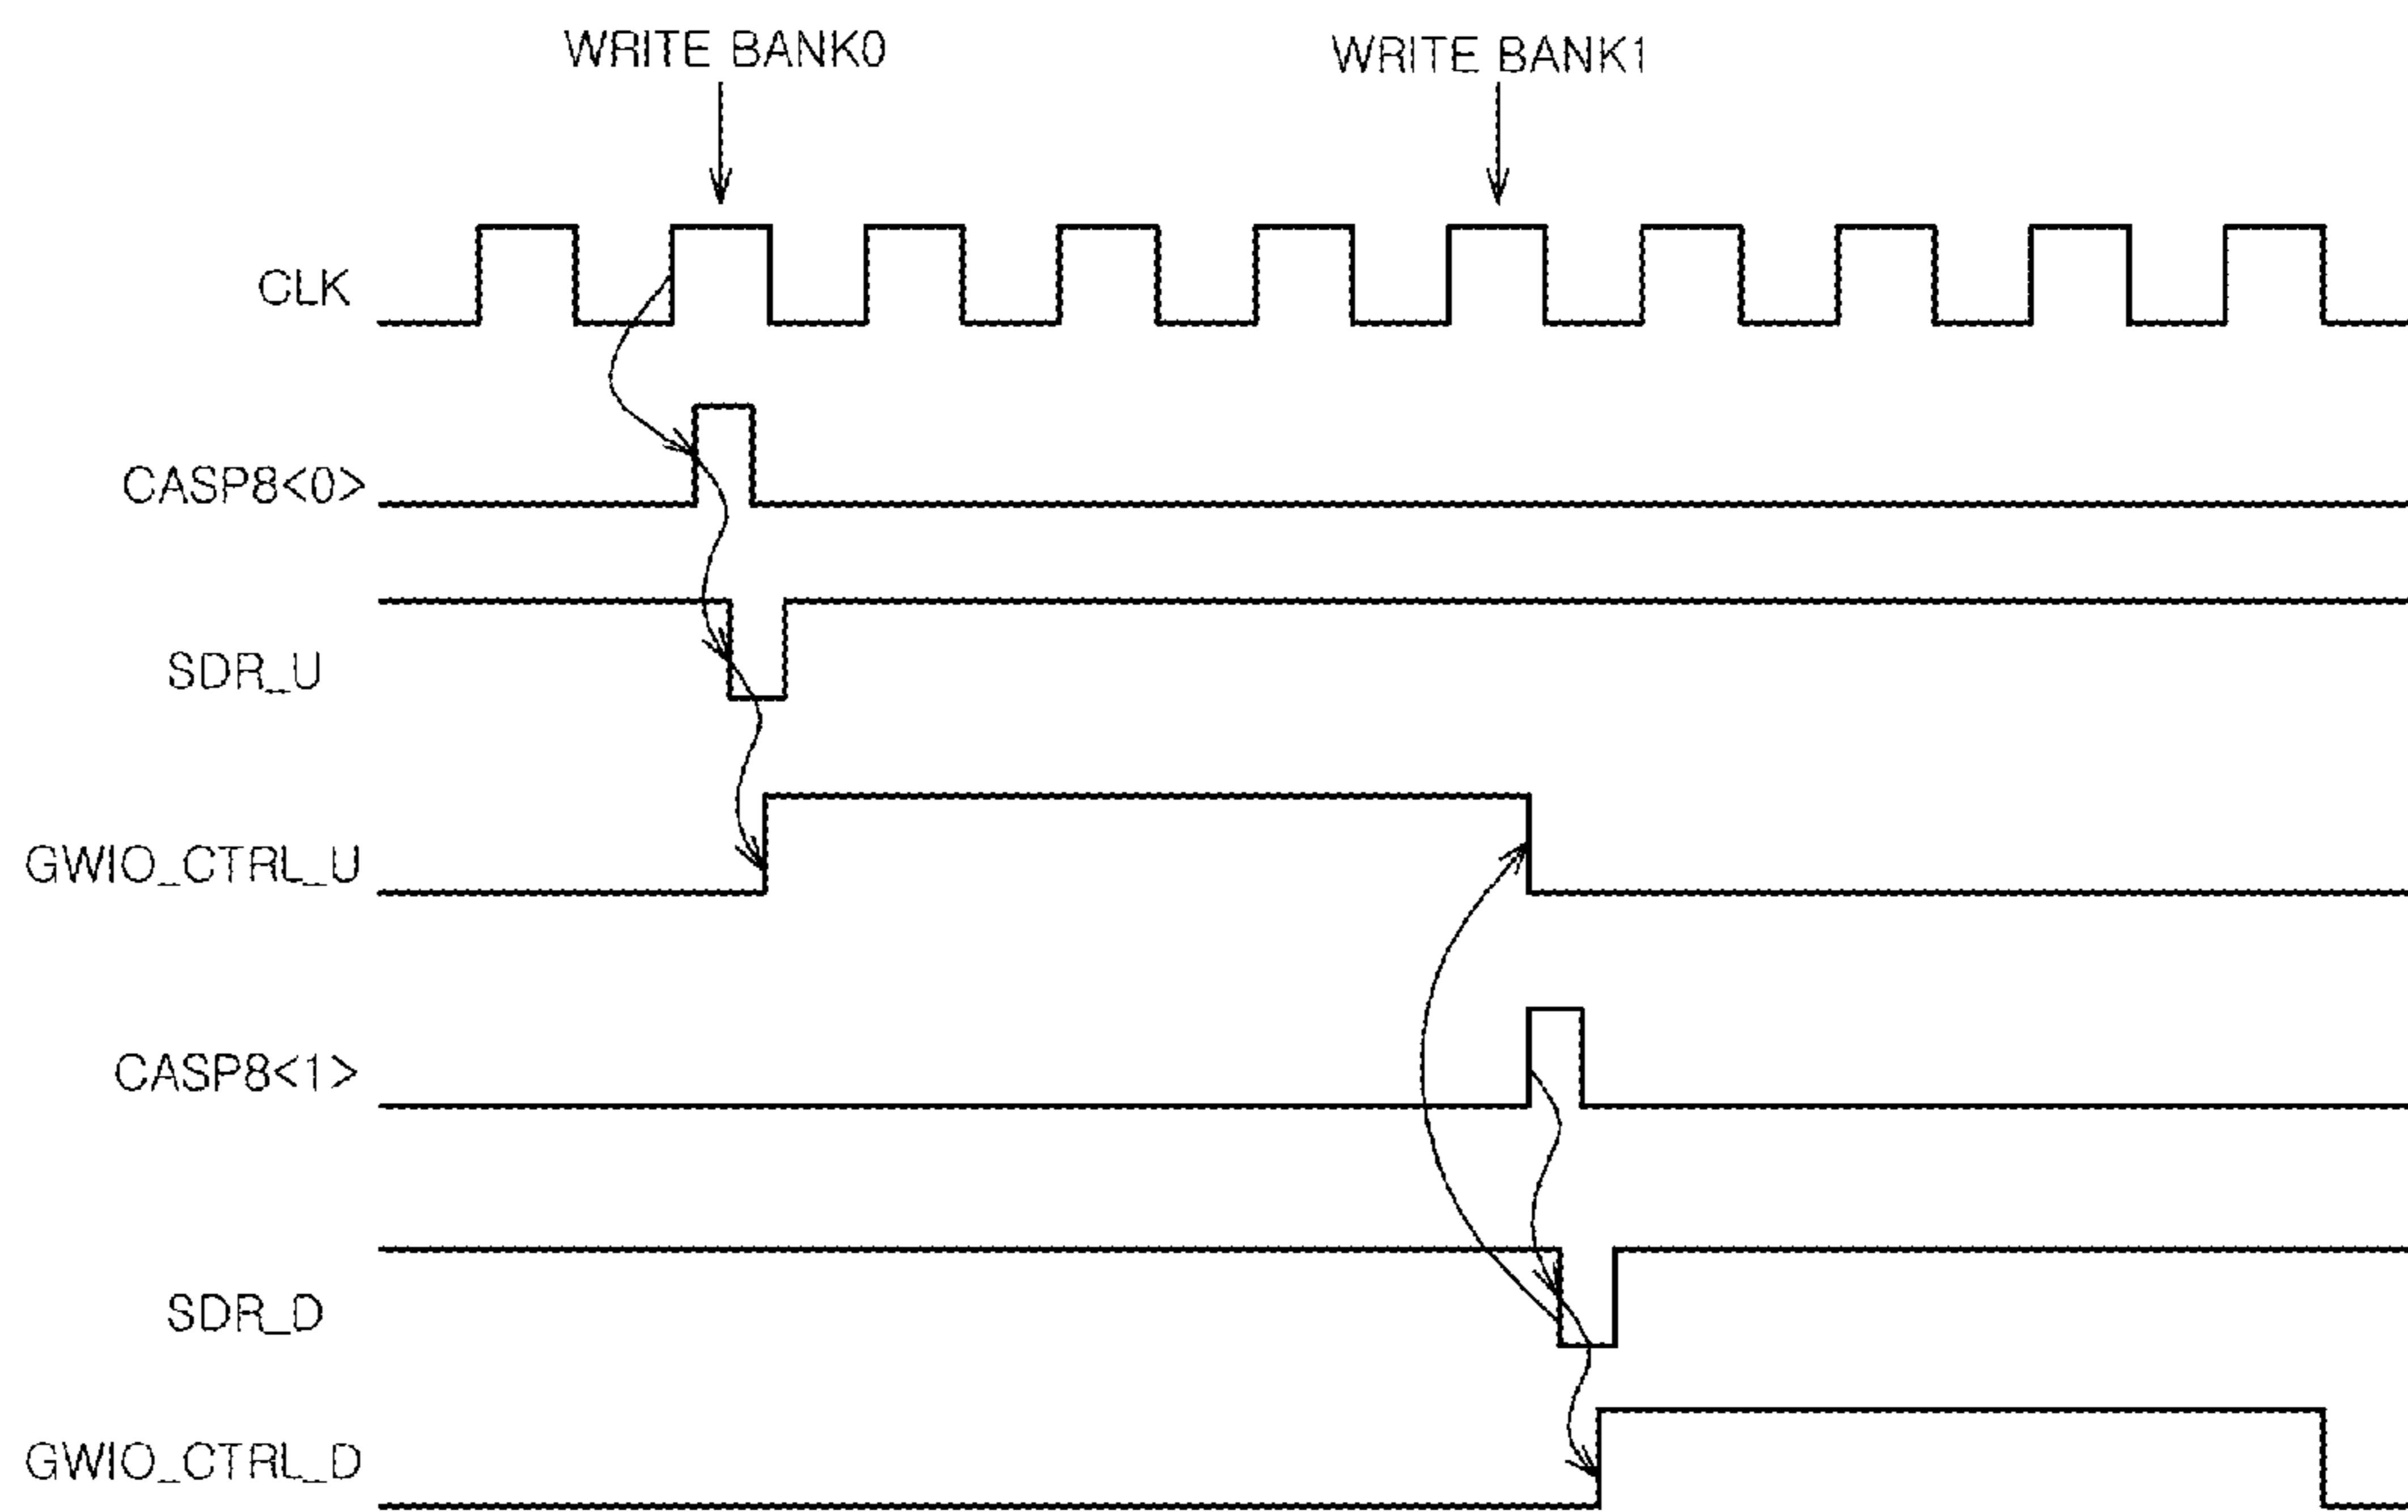 WRITE BANK0
WRITE BANK1
CLK
CASP8<0>
SDR_U
GWIO_CTRL_U
CASP8<1>
SDR_D
GWIO_CTRL_D